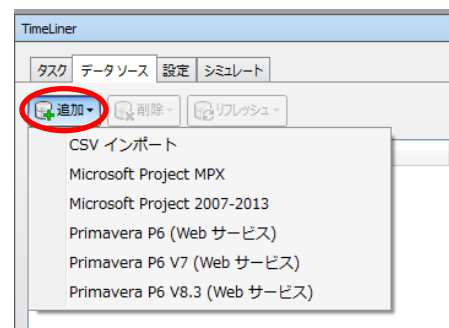 TimeLiner
タスク データ ソース 設定 シミュレート
追加 削除 リフレッシュ
CSV インポート
Microsoft Project MPX
Microsoft Project 2007-2013
Primavera P6 (Web サービス)
Primavera P6 V7 (Web サービス)
Primavera P6 V8.3 (Web サービス)